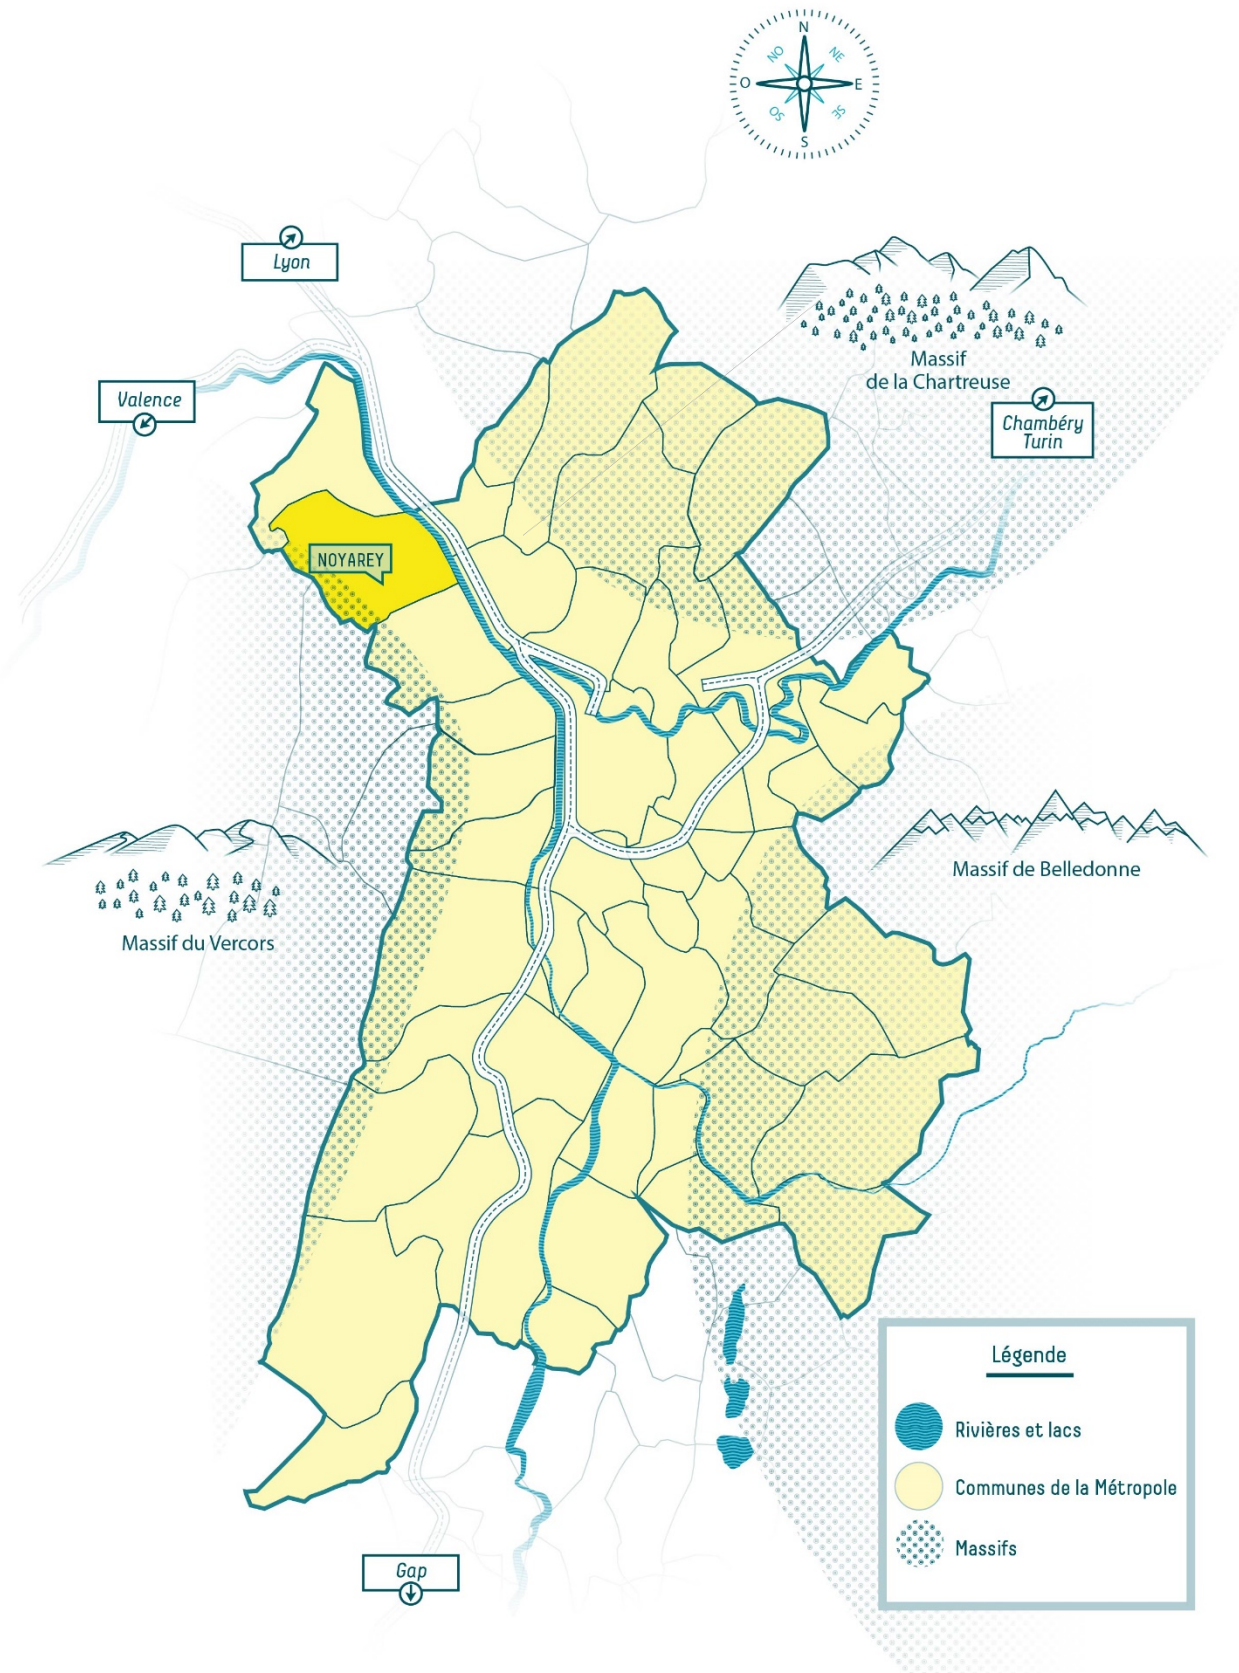 N
NO
NE
O
E
SO
SE
S
Lyon
Massif
de la Chartreuse
Valence
Chambéry
Turin
NOYAREY
Massif de Belledonne
Massif du Vercors
Légende
Rivières et lacs
Communes de la Métropole
Massifs
Gap